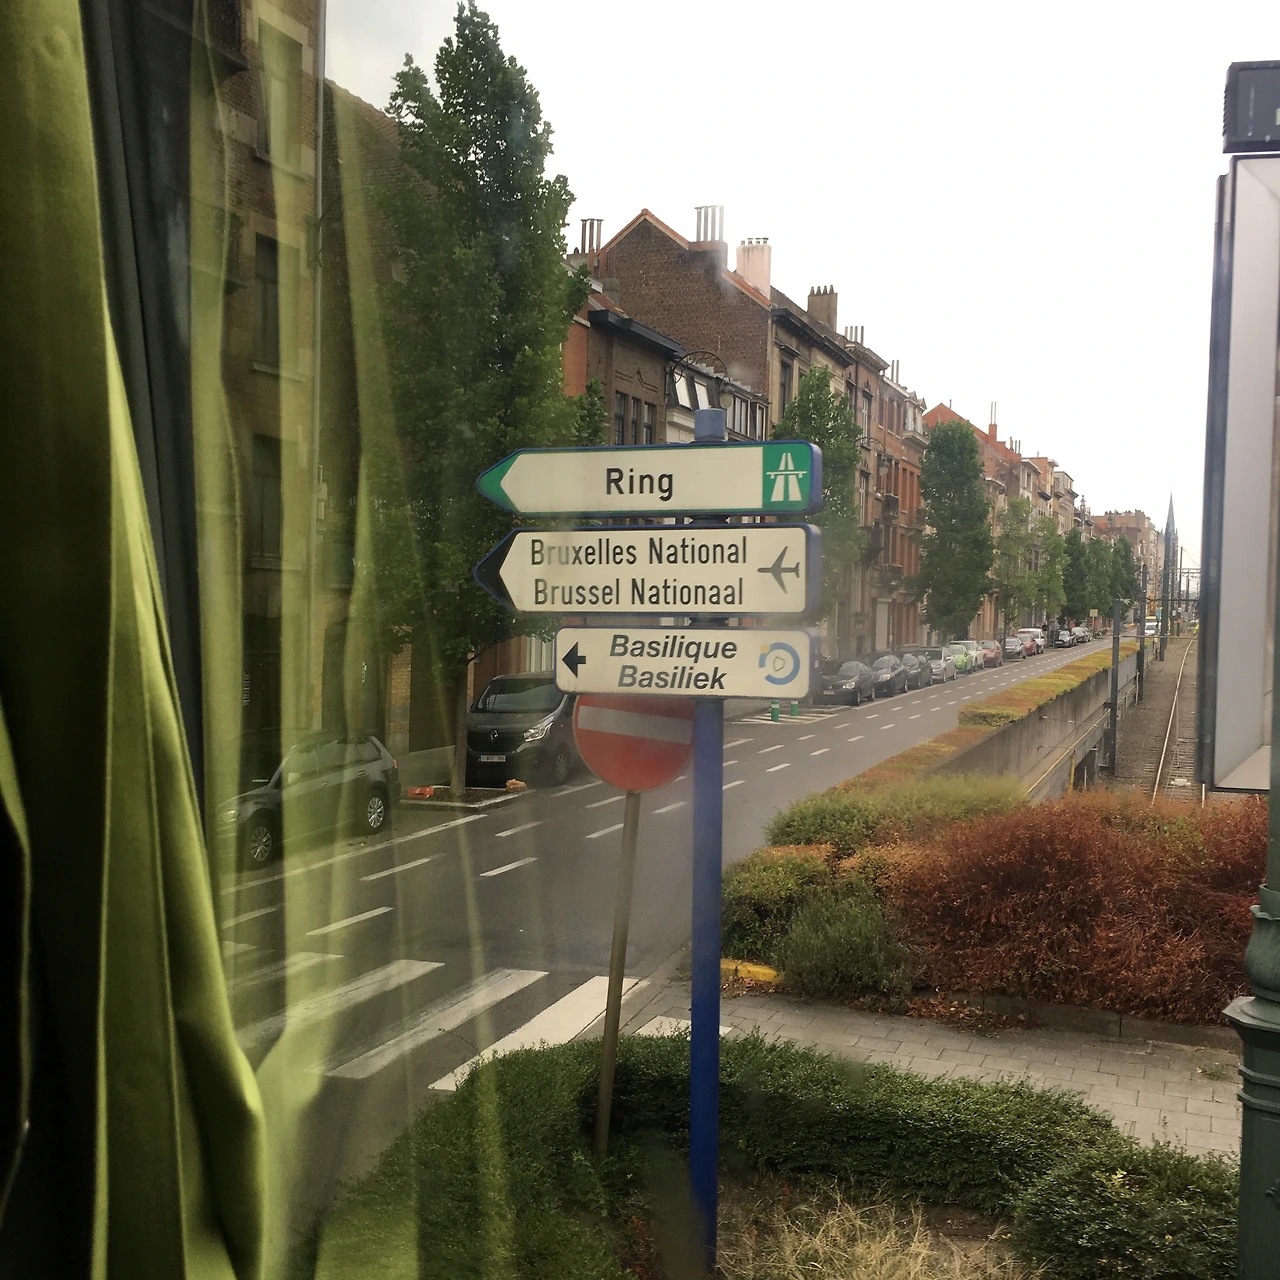 Ring
Bruxelles National
Brussel Nationaal
Basilique
Basiliek